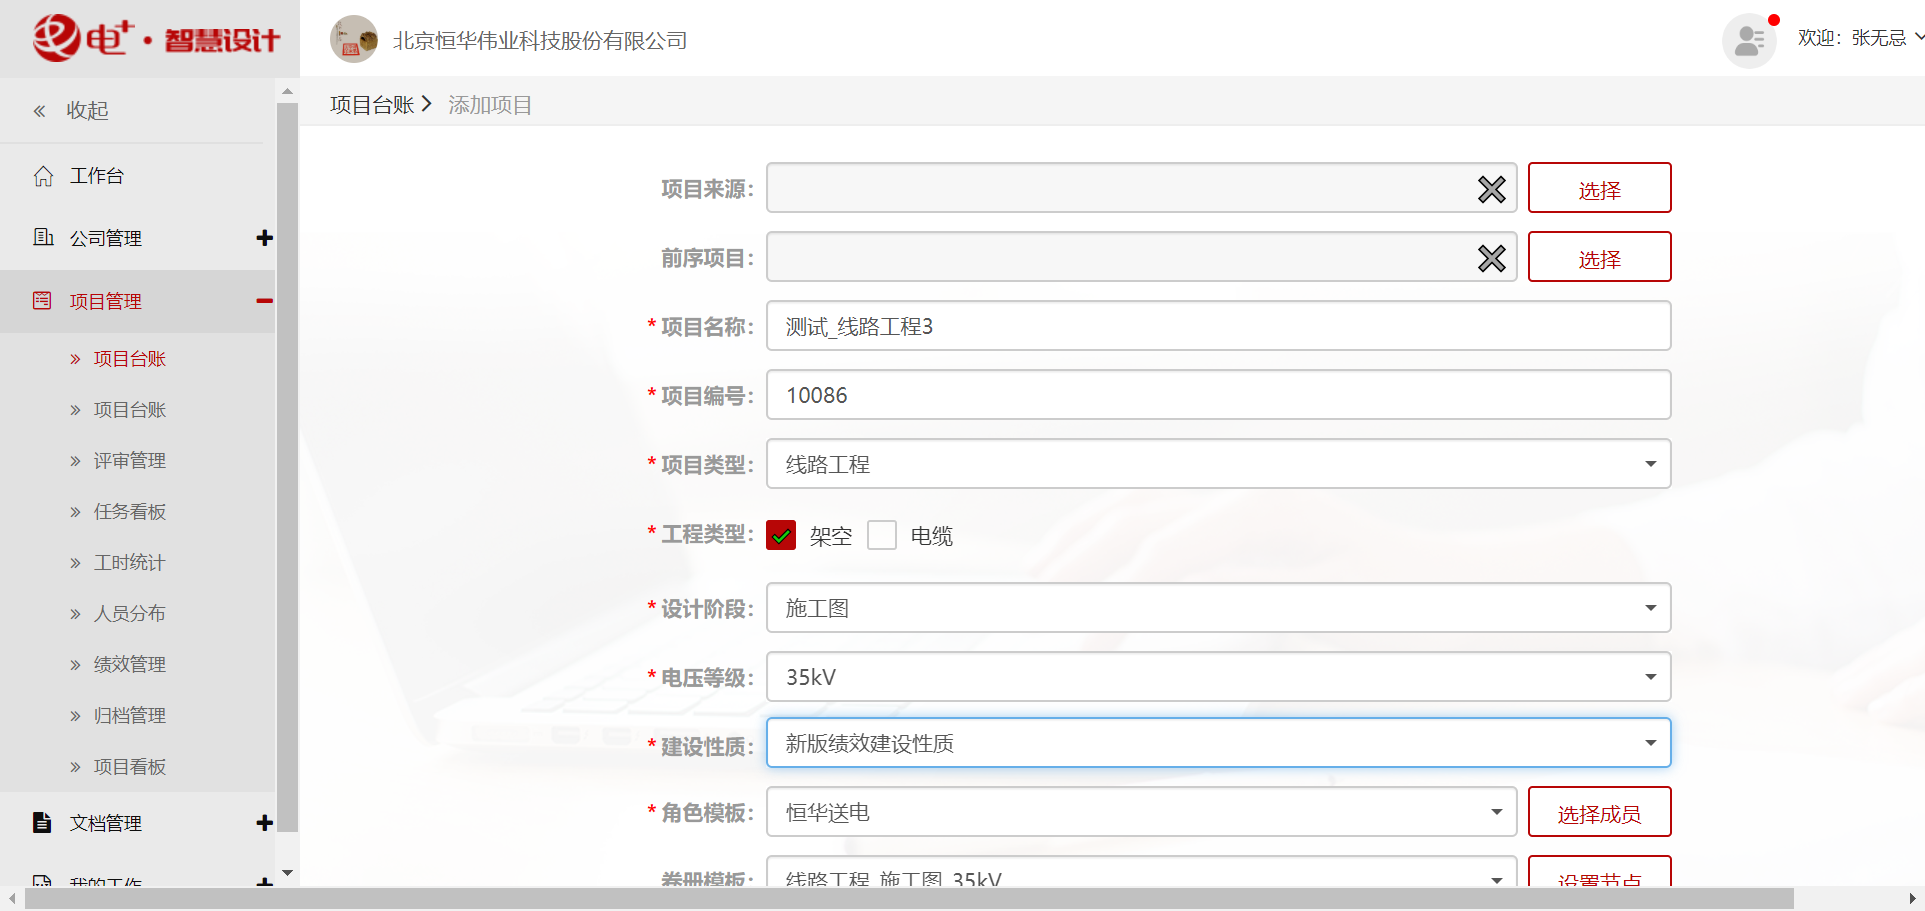 电+·智慧设计
北京恒华伟业科技股份有限公司
欢迎：张无忌
收起
项目台账 添加项目
工作台
公司管理
项目管理
项目台账
项目台账
评审管理
任务看板
工时统计
人员分布
绩效管理
归档管理
项目看板
文档管理
我的工作
项目来源： 选择
前序项目： 选择
*项目名称： 测试_线路工程3
*项目编号： 10086
*项目类型： 线路工程
*工程类型： 架空 电缆
*设计阶段： 施工图
*电压等级： 35kV
*建设性质： 新版绩效建设性质
*角色模板： 恒华送电 选择成员
卷册模板： 线路工程_施工图_35kV 设置节点